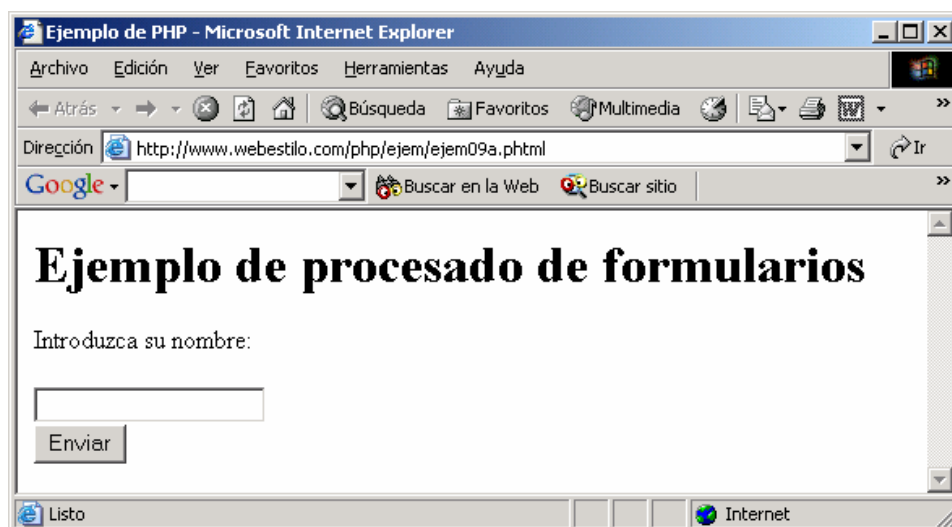 Ejemplo de PHP - Microsoft Internet Explorer
Archivo Edición Ver Favoritos Herramientas Ayuda
Atrás Búsqueda Favoritos Multimedia W »
Dirección http://www.webestilo.com/php/ejem/ejem09a.phtml Ir
Google Buscar en la Web Buscar sitio »
Ejemplo de procesado de formularios
Introduzca su nombre:
Enviar
Listo Internet